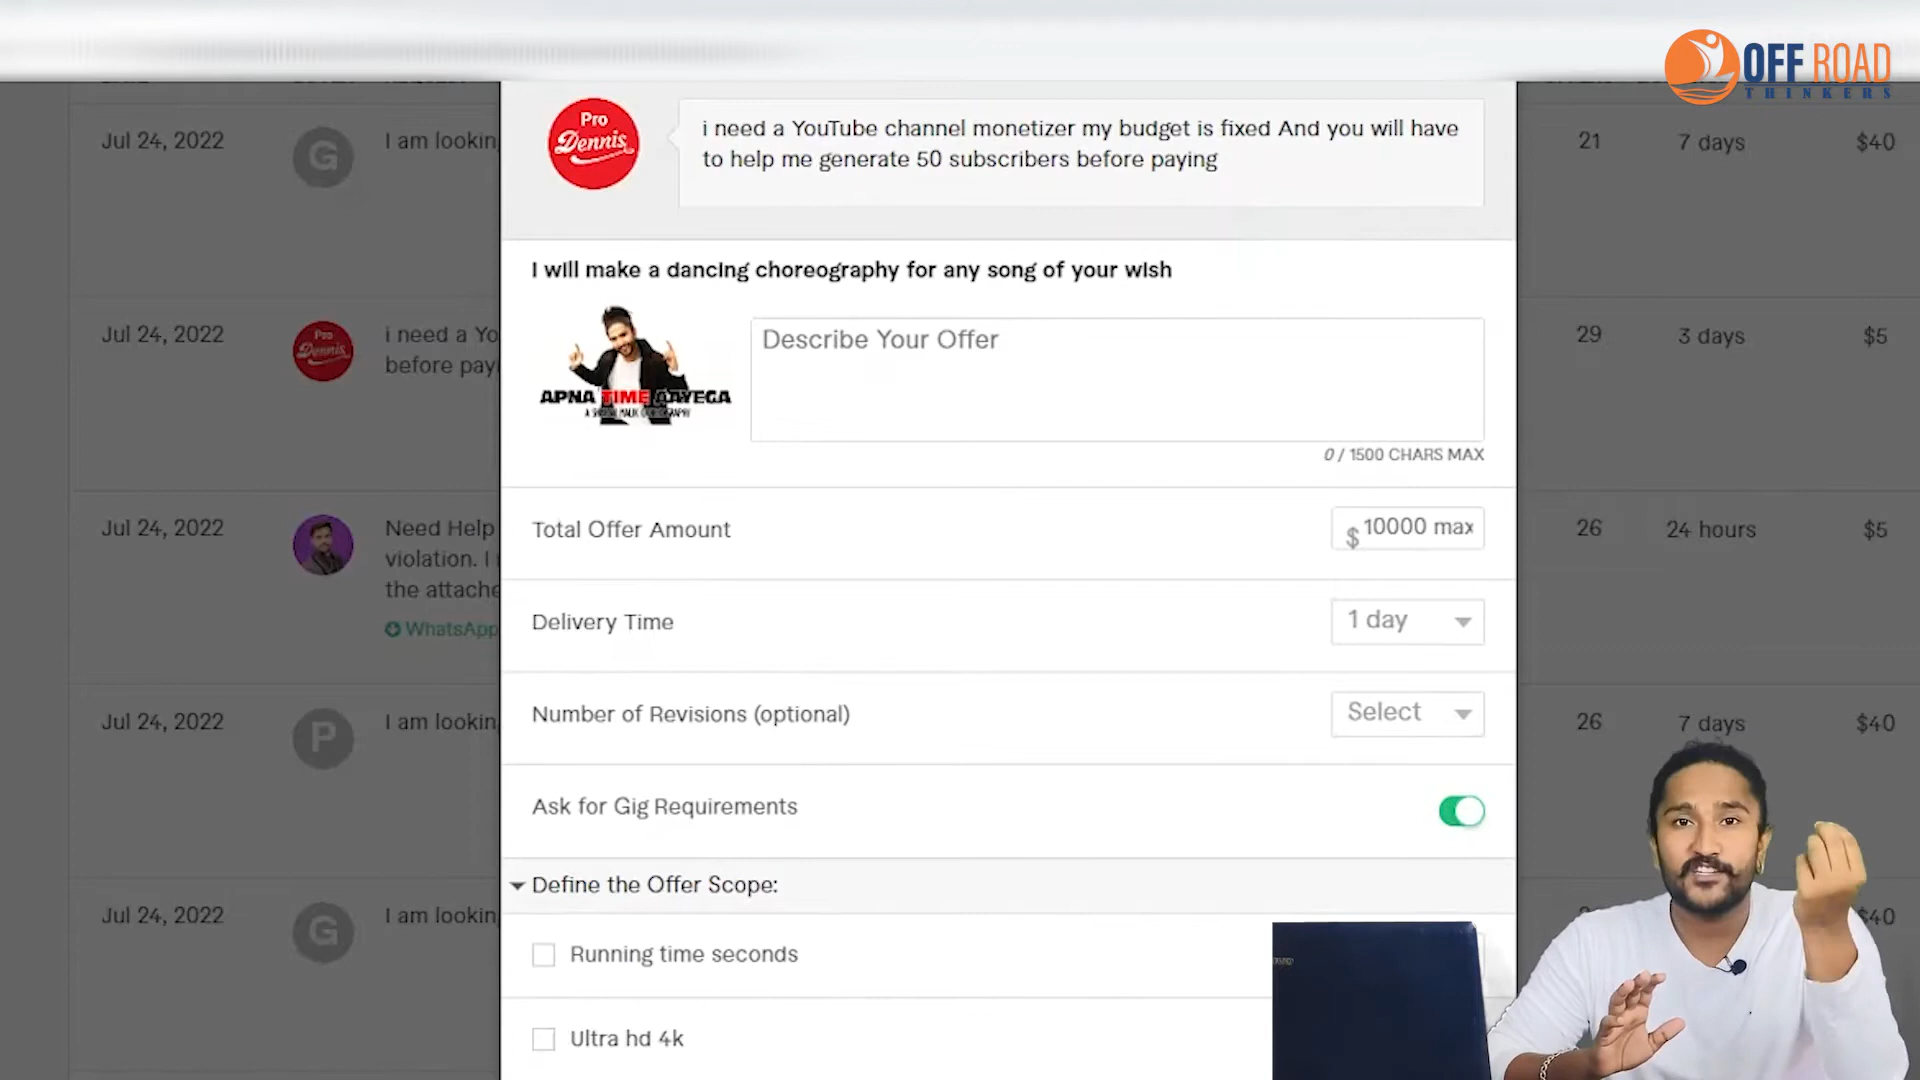 OFF ROAD
THINKERS
Jul 24, 2022
G
I am lookin
21
7 days
$40
Jul 24, 2022
Pro
Dennis
i need a Yo
before pay
29
3 days
$5
Jul 24, 2022
Need Help
violation. I
the attache
WhatsApp
26
24 hours
$5
Jul 24, 2022
P
I am lookin
26
7 days
$40
Jul 24, 2022
G
I am lookin
$40
Pro
Dennis
i need a YouTube channel monetizer my budget is fixed And you will have
to help me generate 50 subscribers before paying
I will make a dancing choreography for any song of your wish
APNA TIME AAYEGA
Describe Your Offer
0 / 1500 CHARS MAX
Total Offer Amount
$ 10000 max
Delivery Time
1 day
Number of Revisions (optional)
Select
Ask for Gig Requirements
Define the Offer Scope:
Running time seconds
Ultra hd 4k